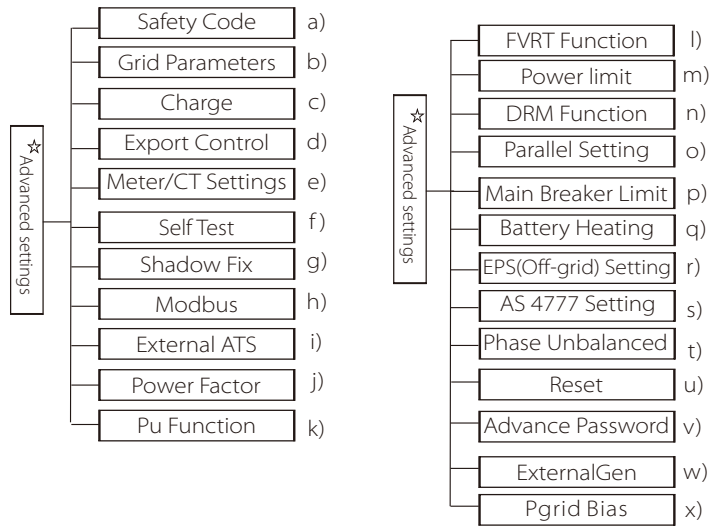 ☆ Advanced settings
Safety Code a)
Grid Parameters b)
Charge c)
Export Control d)
Meter/CT Settings e)
Self Test f)
Shadow Fix g)
Modbus h)
External ATS i)
Power Factor j)
Pu Function k)
☆ Advanced settings
FVRT Function l)
Power limit m)
DRM Function n)
Parallel Setting o)
Main Breaker Limit p)
Battery Heating q)
EPS(Off-grid) Setting r)
AS 4777 Setting s)
Phase Unbalanced t)
Reset u)
Advance Password v)
ExternalGen w)
Pgrid Bias x)